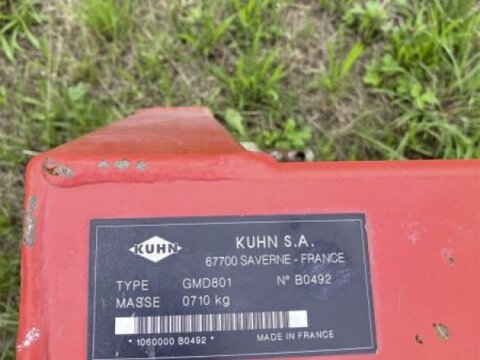 KUHN
KUHN S.A.
67700 SAVERNE - FRANCE
TYPE GMD801 N° B0492
MASSE 0710 kg
* 1060000 B0492 * MADE IN FRANCE